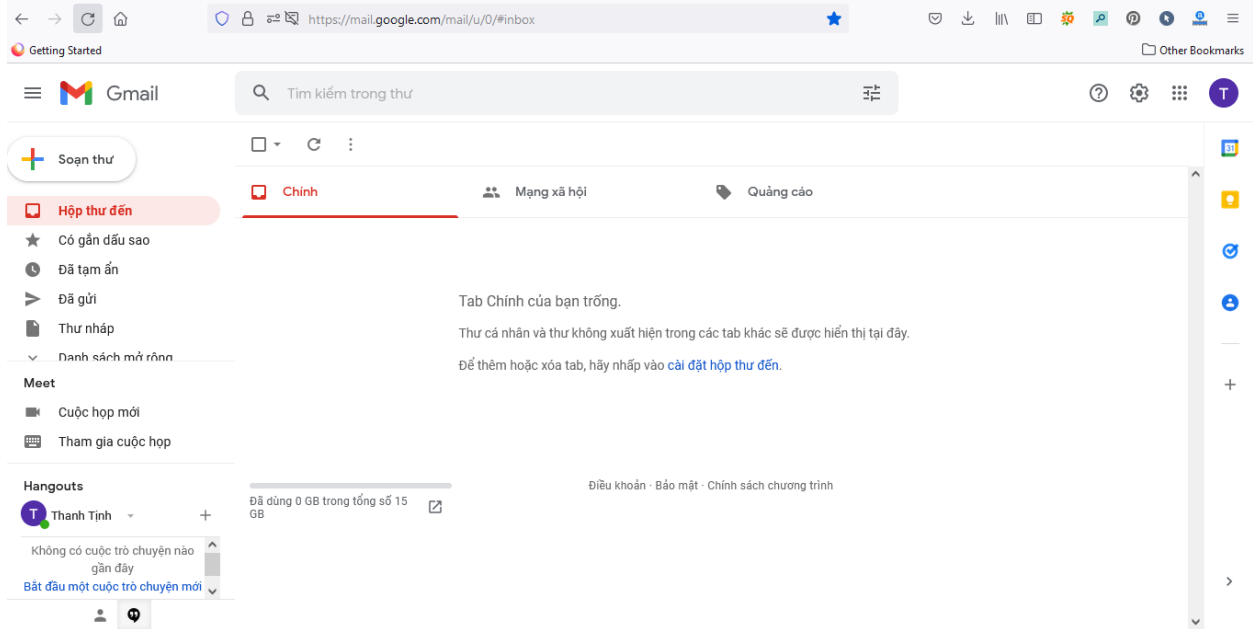 https://mail.google.com/mail/u/0/#inbox
Getting Started
Other Bookmarks
Gmail
Tìm kiếm trong thư
T
Soạn thư
31
Chính
Mạng xã hội
Quảng cáo
Hộp thư đến
Có gắn dấu sao
Đã tạm ẩn
Đã gửi
Thư nháp
Danh sách mở rộng
Tab Chính của bạn trống.
Thư cá nhân và thư không xuất hiện trong các tab khác sẽ được hiển thị tại đây.
Để thêm hoặc xóa tab, hãy nhấp vào cài đặt hộp thư đến.
Meet
Cuộc họp mới
Tham gia cuộc họp
Hangouts
T Thanh Tịnh
Không có cuộc trò chuyện nào
gần đây
Bắt đầu một cuộc trò chuyện mới
Đã dùng 0 GB trong tổng số 15
GB
Điều khoản · Bảo mật · Chính sách chương trình